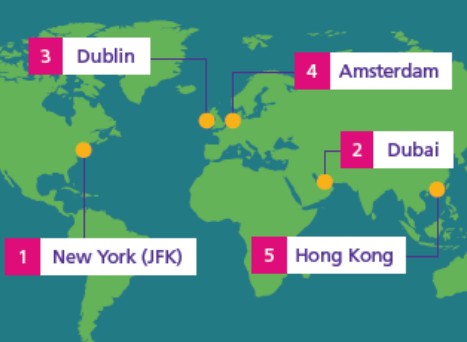 3 Dublin
4 Amsterdam
2 Dubai
1 New York (JFK)
5 Hong Kong